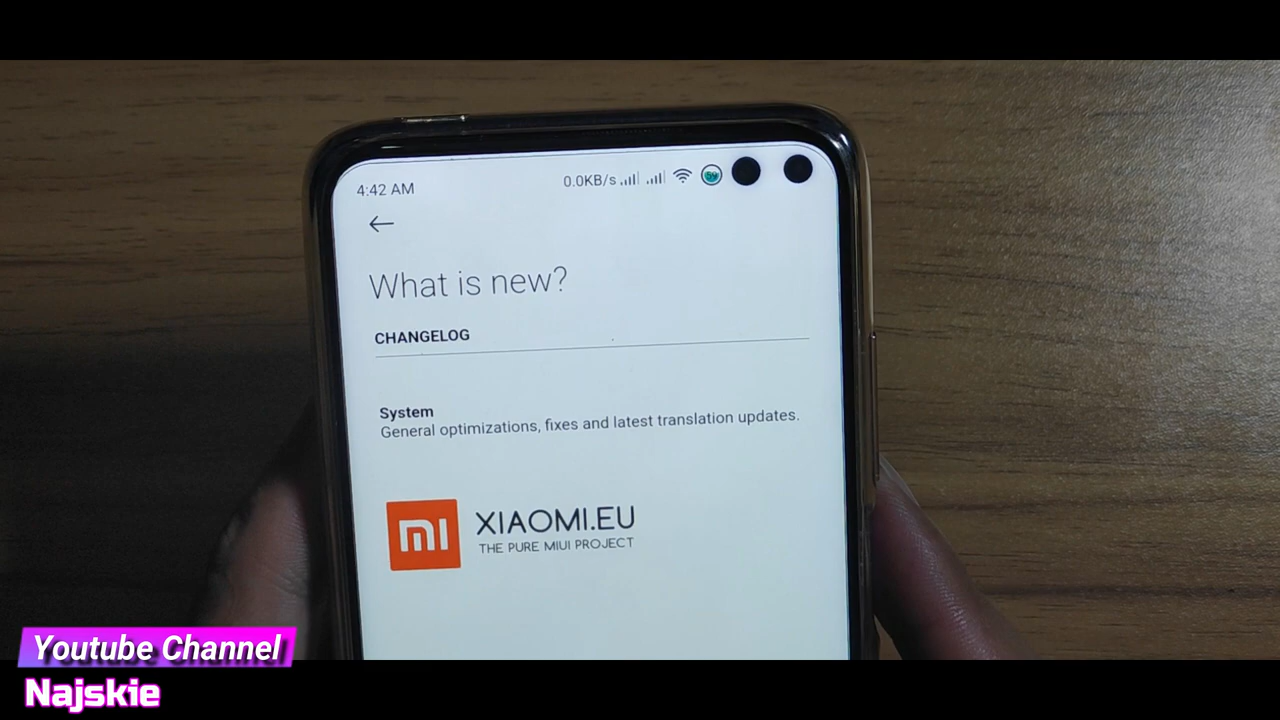 4:42 AM 0.0KB/s 59
What is new?
CHANGELOG
System
General optimizations, fixes and latest translation updates.
mi XIAOMI.EU
THE PURE MIUI PROJECT
Youtube Channel
Najskie